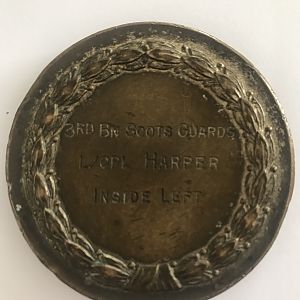 3RD BN SCOTS GUARDS
L/CPL HARPER
INSIDE LEFT